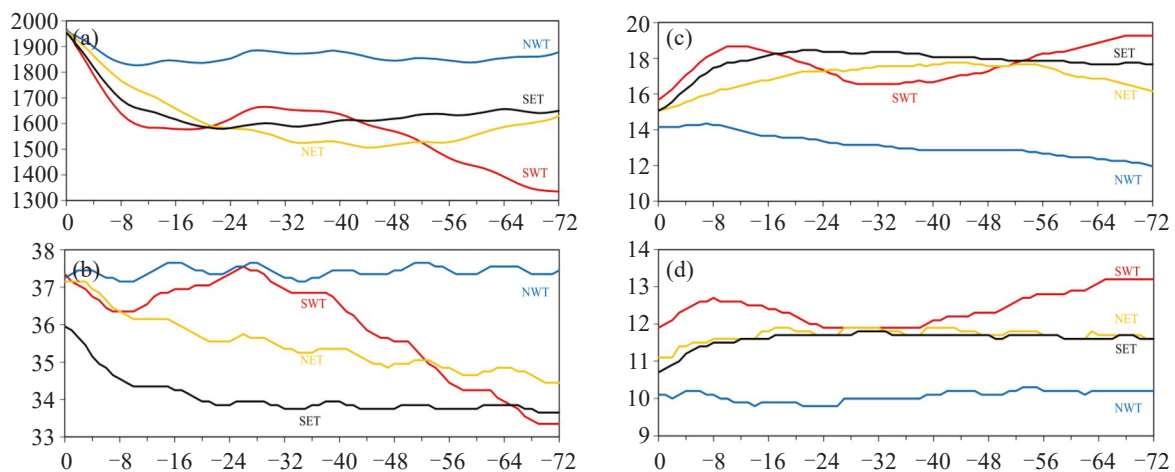 2000
1900
1800
1700
1600
1500
1400
1300
(a)
NWT
SET
NET
SWT
0 −8 −16 −24 −32 −40 −48 −56 −64 −72
20
18
16
14
12
10
(c)
SET
NET
SWT
NWT
0 −8 −16 −24 −32 −40 −48 −56 −64 −72
38
37
36
35
34
33
(b)
NWT
SWT
NET
SET
0 −8 −16 −24 −32 −40 −48 −56 −64 −72
14
13
12
11
10
9
(d)
SWT
NET
SET
NWT
0 −8 −16 −24 −32 −40 −48 −56 −64 −72